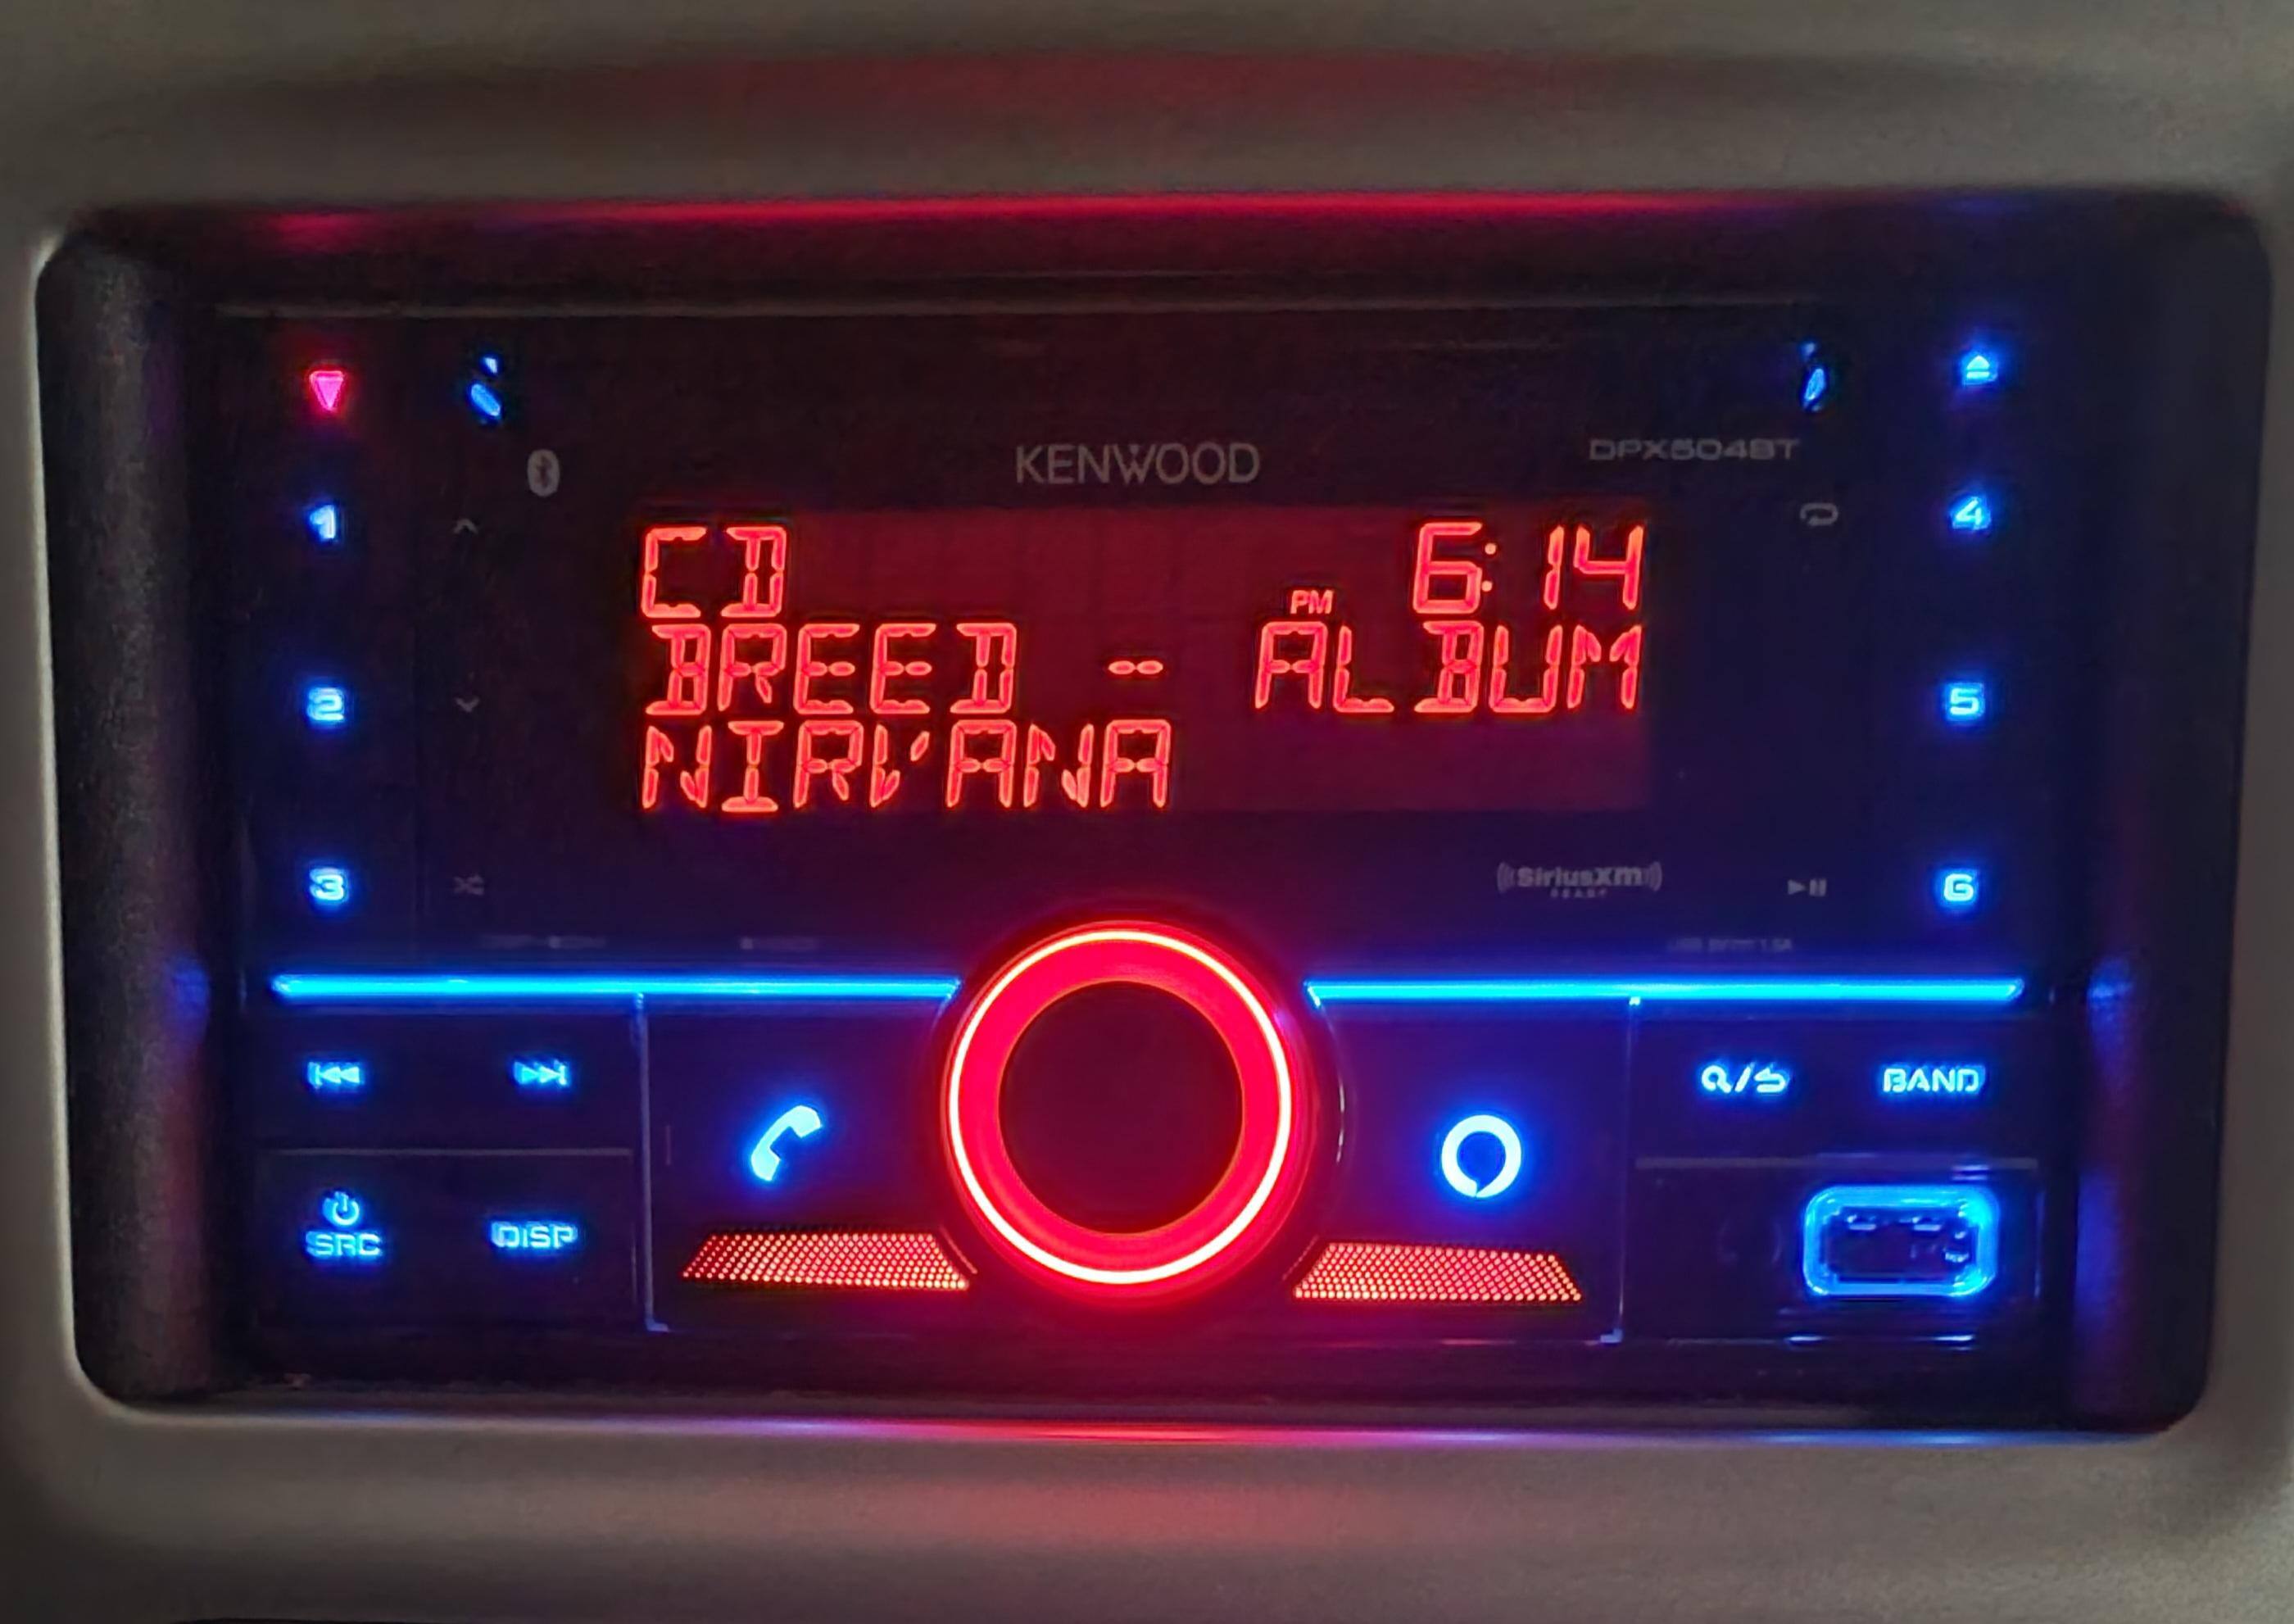 KENWOOD DPX504BT
CD PM 6:14
BREED - ALBUM
NIRVANA
1
2
3
4
5
6
SiriusXM
READY
BAND
SRC
DISP